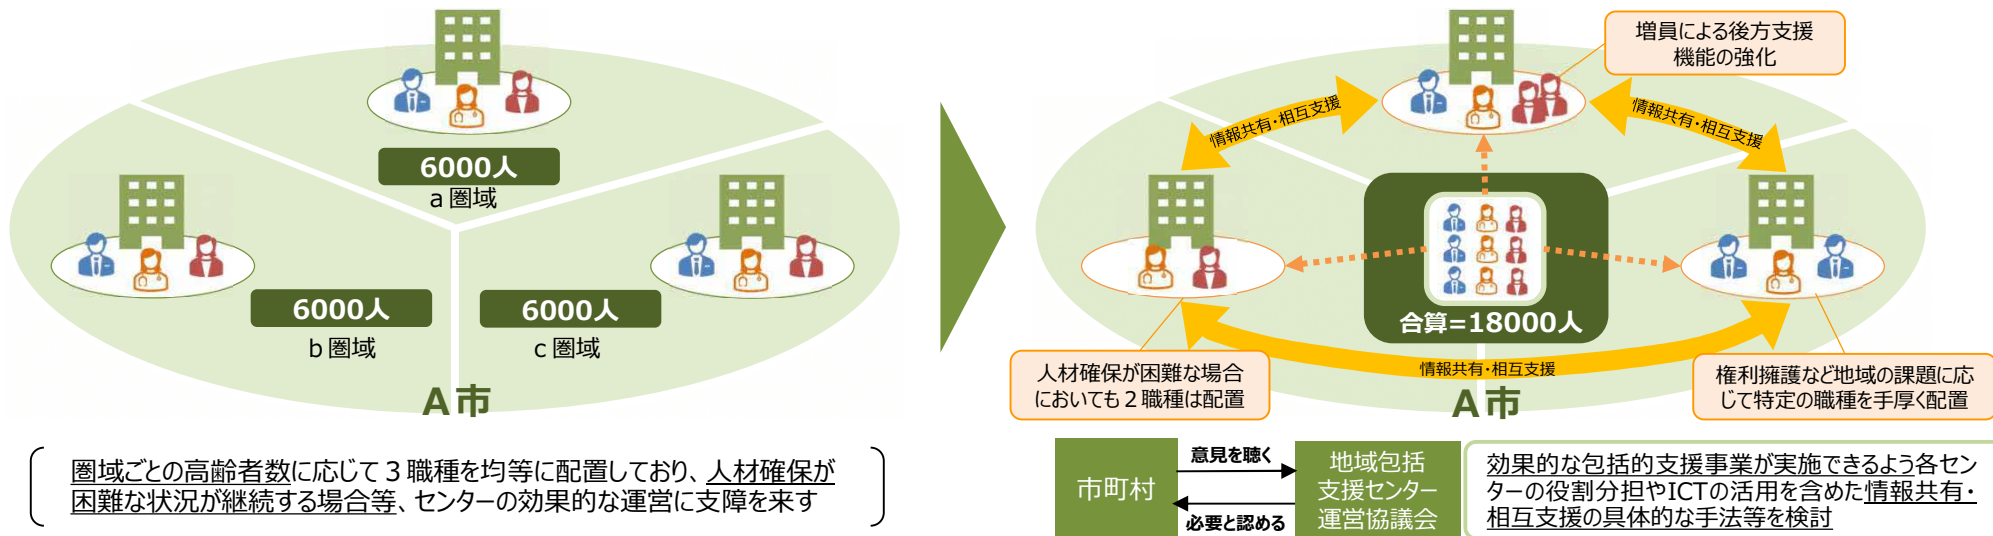 6000人
a 圏域
6000人
b 圏域
6000人
c 圏域
A市
圏域ごとの高齢者数に応じて３職種を均等に配置しており、人材確保が
困難な状況が継続する場合等、センターの効果的な運営に支障を来す
増員による後方支援
機能の強化
情報共有・相互支援
情報共有・相互支援
合算=18000人
情報共有・相互支援
人材確保が困難な場合
においても２職種は配置
権利擁護など地域の課題に応
じて特定の職種を手厚く配置
A市
市町村
意見を聴く
必要と認める
地域包括
支援センター
運営協議会
効果的な包括的支援事業が実施できるよう各セン
ターの役割分担やICTの活用を含めた情報共有・
相互支援の具体的な手法等を検討